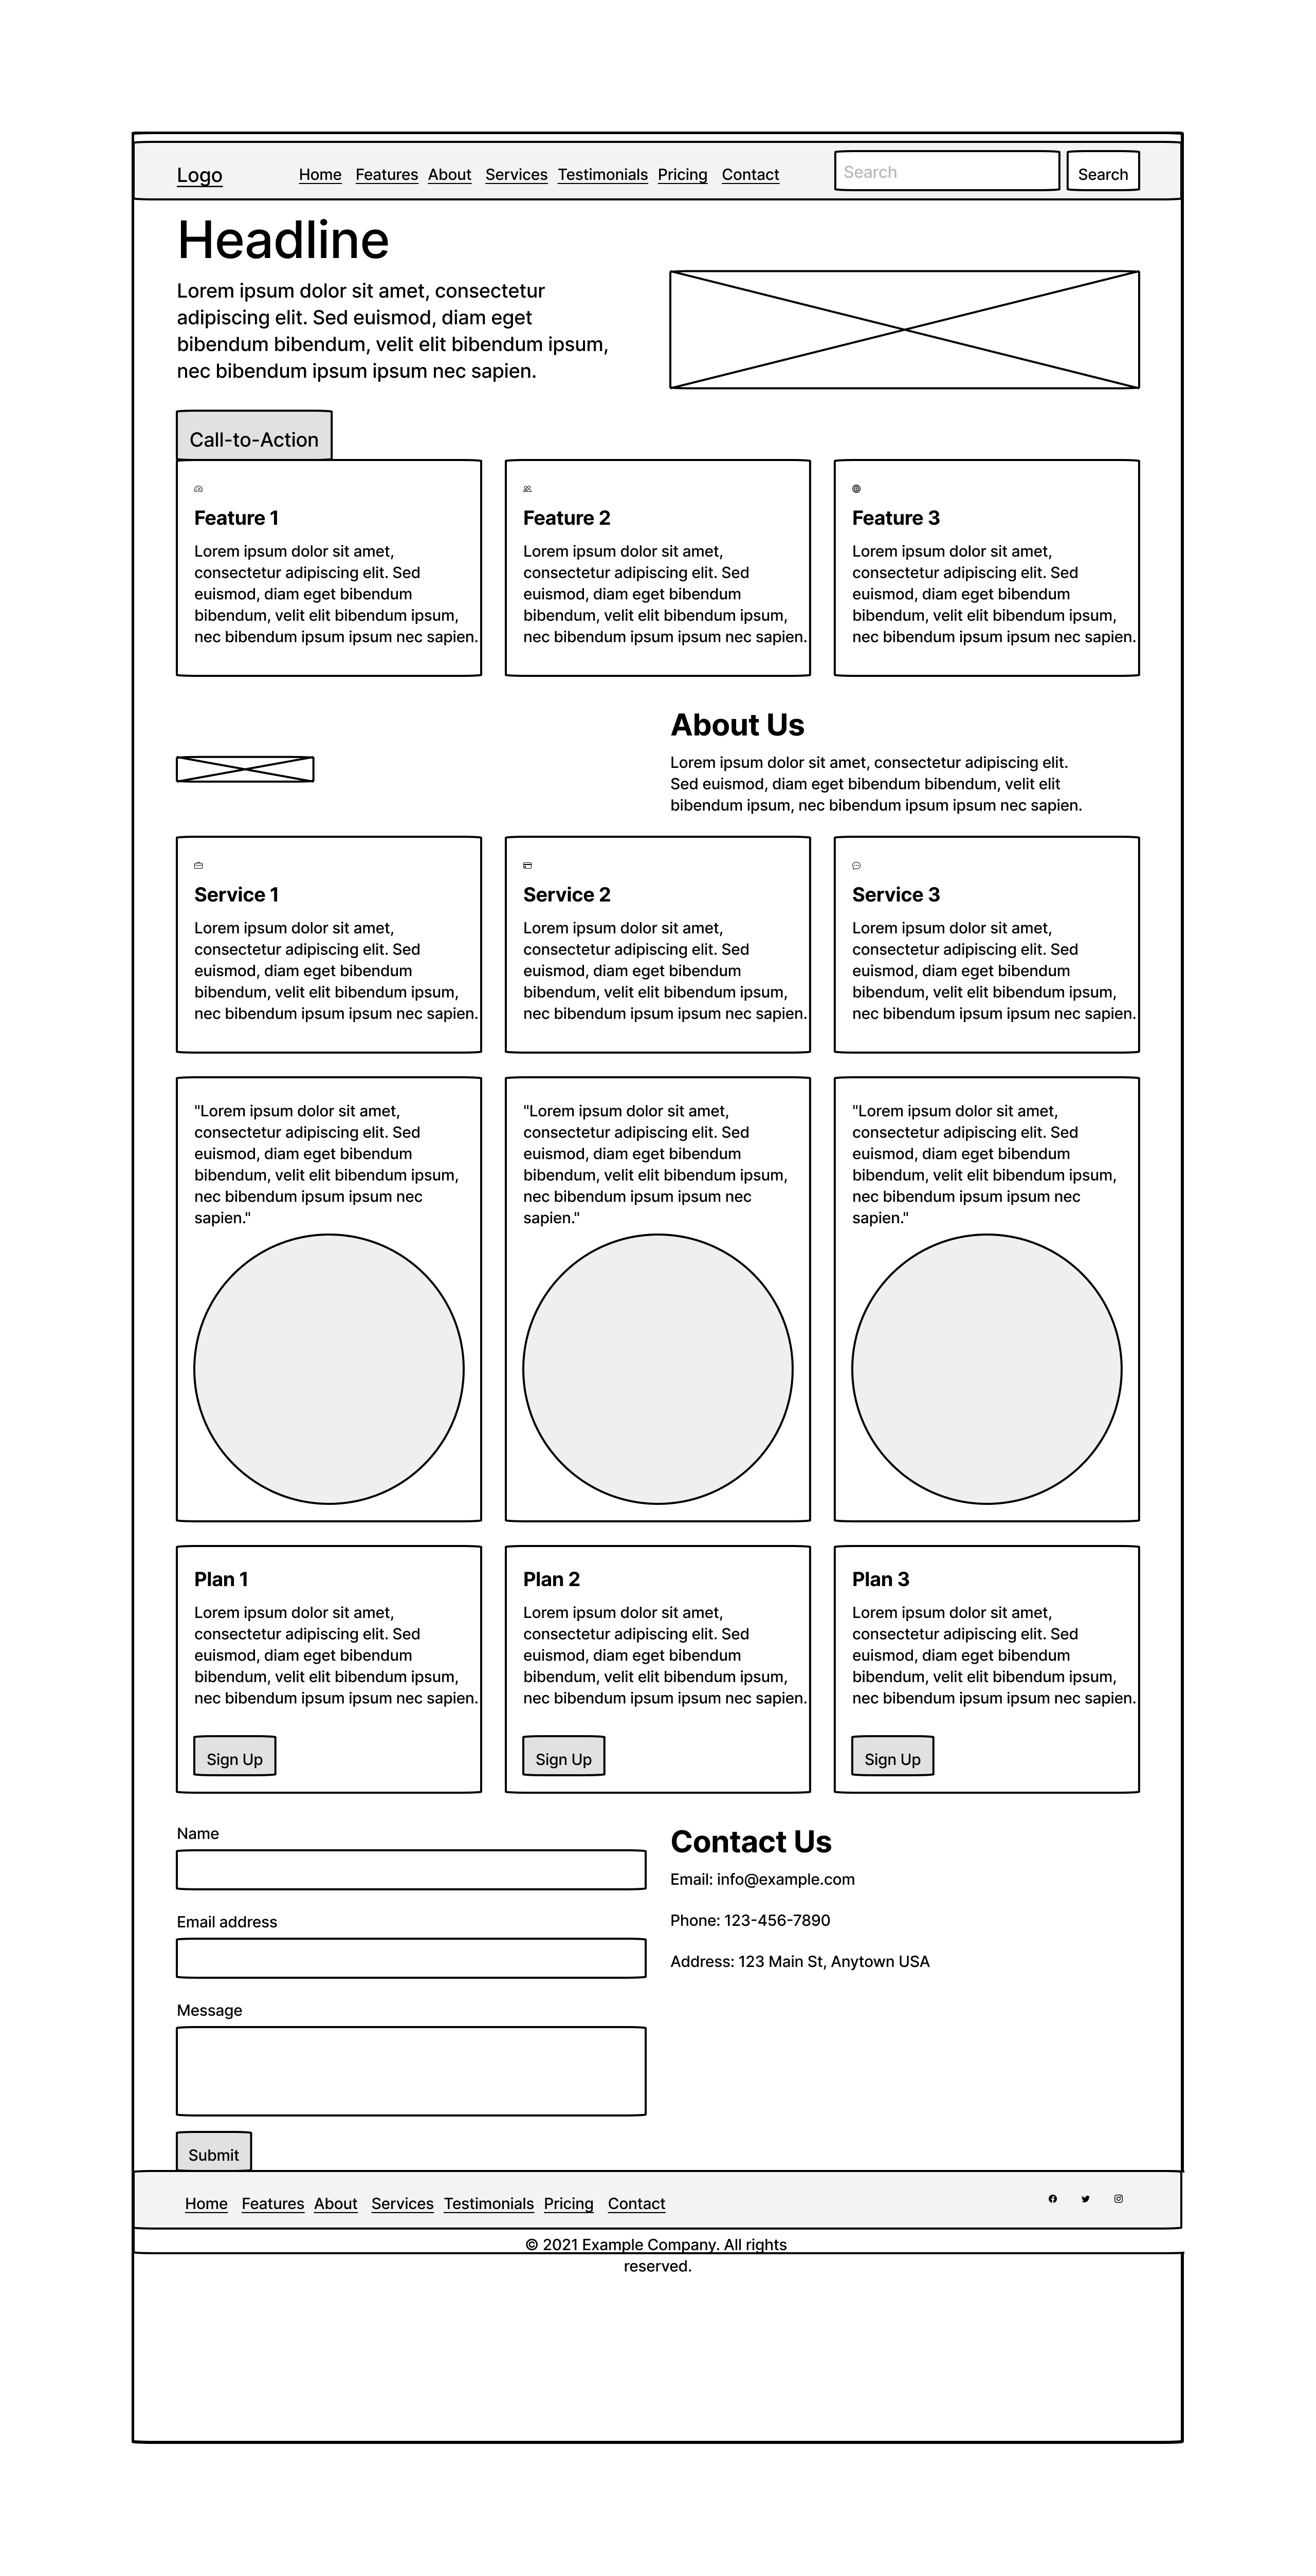 Logo
Home Features About Services Testimonials Pricing Contact
Search
Search
Headline
Lorem ipsum dolor sit amet, consectetur
adipiscing elit. Sed euismod, diam eget
bibendum bibendum, velit elit bibendum ipsum,
nec bibendum ipsum ipsum nec sapien.
Call-to-Action
Feature 1
Lorem ipsum dolor sit amet,
consectetur adipiscing elit. Sed
euismod, diam eget bibendum
bibendum, velit elit bibendum ipsum,
nec bibendum ipsum ipsum nec sapien.
Feature 2
Lorem ipsum dolor sit amet,
consectetur adipiscing elit. Sed
euismod, diam eget bibendum
bibendum, velit elit bibendum ipsum,
nec bibendum ipsum ipsum nec sapien.
Feature 3
Lorem ipsum dolor sit amet,
consectetur adipiscing elit. Sed
euismod, diam eget bibendum
bibendum, velit elit bibendum ipsum,
nec bibendum ipsum ipsum nec sapien.
About Us
Lorem ipsum dolor sit amet, consectetur adipiscing elit.
Sed euismod, diam eget bibendum bibendum, velit elit
bibendum ipsum, nec bibendum ipsum ipsum nec sapien.
Service 1
Lorem ipsum dolor sit amet,
consectetur adipiscing elit. Sed
euismod, diam eget bibendum
bibendum, velit elit bibendum ipsum,
nec bibendum ipsum ipsum nec sapien.
Service 2
Lorem ipsum dolor sit amet,
consectetur adipiscing elit. Sed
euismod, diam eget bibendum
bibendum, velit elit bibendum ipsum,
nec bibendum ipsum ipsum nec sapien.
Service 3
Lorem ipsum dolor sit amet,
consectetur adipiscing elit. Sed
euismod, diam eget bibendum
bibendum, velit elit bibendum ipsum,
nec bibendum ipsum ipsum nec sapien.
"Lorem ipsum dolor sit amet,
consectetur adipiscing elit. Sed
euismod, diam eget bibendum
bibendum, velit elit bibendum ipsum,
nec bibendum ipsum ipsum nec
sapien."
"Lorem ipsum dolor sit amet,
consectetur adipiscing elit. Sed
euismod, diam eget bibendum
bibendum, velit elit bibendum ipsum,
nec bibendum ipsum ipsum nec
sapien."
"Lorem ipsum dolor sit amet,
consectetur adipiscing elit. Sed
euismod, diam eget bibendum
bibendum, velit elit bibendum ipsum,
nec bibendum ipsum ipsum nec
sapien."
Plan 1
Lorem ipsum dolor sit amet,
consectetur adipiscing elit. Sed
euismod, diam eget bibendum
bibendum, velit elit bibendum ipsum,
nec bibendum ipsum ipsum nec sapien.
Sign Up
Plan 2
Lorem ipsum dolor sit amet,
consectetur adipiscing elit. Sed
euismod, diam eget bibendum
bibendum, velit elit bibendum ipsum,
nec bibendum ipsum ipsum nec sapien.
Sign Up
Plan 3
Lorem ipsum dolor sit amet,
consectetur adipiscing elit. Sed
euismod, diam eget bibendum
bibendum, velit elit bibendum ipsum,
nec bibendum ipsum ipsum nec sapien.
Sign Up
Name
Email address
Message
Submit
Contact Us
Email: info@example.com
Phone: 123-456-7890
Address: 123 Main St, Anytown USA
Home Features About Services Testimonials Pricing Contact
© 2021 Example Company. All rights
reserved.